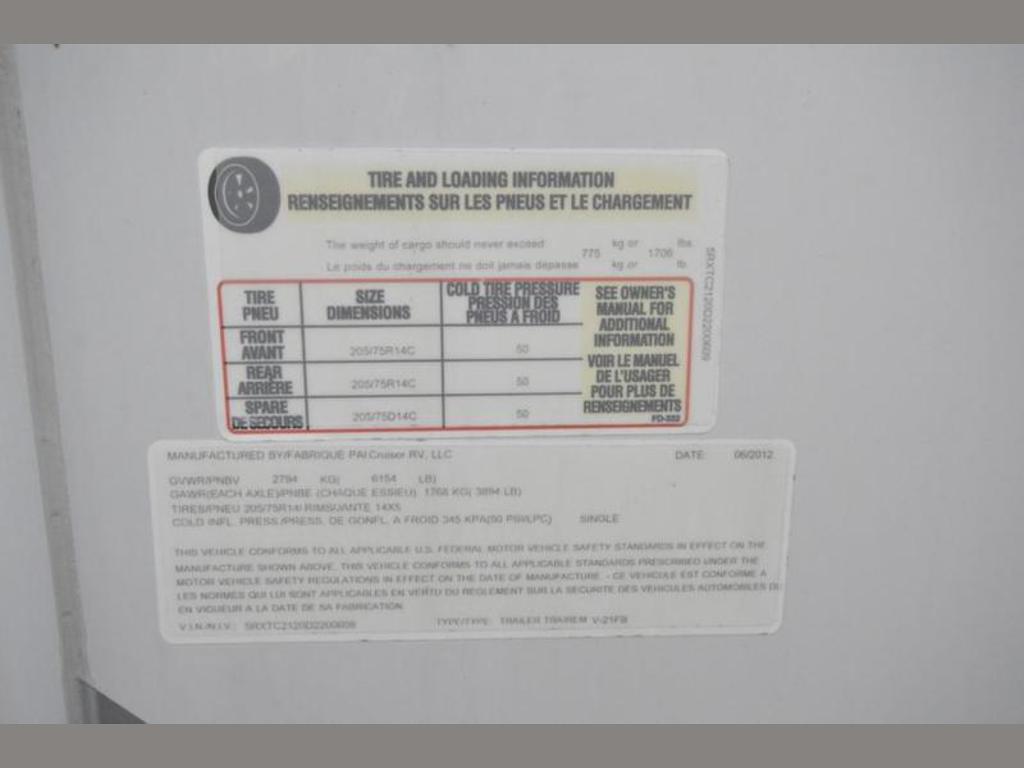 TIRE AND LOADING INFORMATION
RENSEIGNEMENTS SUR LES PNEUS ET LE CHARGEMENT
The weight of cargo should never exceed 775 kg or 1706 lbs.
Le poids du chargement ne doit jamais dépasse kg or lb.
TIRE PNEU SIZE DIMENSIONS COLD TIRE PRESSURE PRESSION DES PNEUS À FROID
FRONT AVANT 205/75R14C 50
REAR ARRIÈRE 205/75R14C 50
SPARE DE SECOURS 205/75D14C 50
SEE OWNER'S
MANUAL FOR
ADDITIONAL
INFORMATION
VOIR LE MANUEL
DE L'USAGER
POUR PLUS DE
RENSEIGNEMENTS
FD-222
MANUFACTURED BY/FABRIQUE PAI Cruiser RV, LLC DATE: 06/2012
GVWR/PNBV 2794 KG( 6154 LB)
GAWR(EACH AXLE)/PNBE (CHAQUE ESSIEU) 1768 KG( 3894 LB)
TIRES/PNEU 205/75R14/ RIMS/JANTE 14X5
COLD INFL. PRESS./PRESS. DE GONFL. A FROID 345 KPA(50 PSI/LPC) SINGLE
THIS VEHICLE CONFORMS TO ALL APPLICABLE U.S. FEDERAL MOTOR VEHICLE SAFETY STANDARDS IN EFFECT ON THE
MANUFACTURE SHOWN ABOVE. THIS VEHICLE CONFORMS TO ALL APPLICABLE STANDARDS PRESCRIBED UNDER THE
MOTOR VEHICLE SAFETY REGULATIONS IN EFFECT ON THE DATE OF MANUFACTURE. - CE VEHICULE EST CONFORME A
LES NORMES QUI LUI SONT APPLICABLES EN VERTU DU REGLEMENT SUR LA SECURITE DES VEHICULES AUTOMOBILES DU
EN VIGUEUR A LA DATE DE SA FABRICATION.
V.I.N./N.I.V.: TYPE/TYPE: TRAILER V-21FB